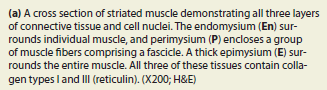 (a) A cross section of striated muscle demonstrating all three layers
of connective tissue and cell nuclei. The endomysium (En) sur-
rounds individual muscle, and perimysium (P) encloses a group
of muscle fibers comprising a fascicle. A thick epimysium (E) sur-
rounds the entire muscle. All three of these tissues contain colla-
gen types I and III (reticulin). (X200; H&E)